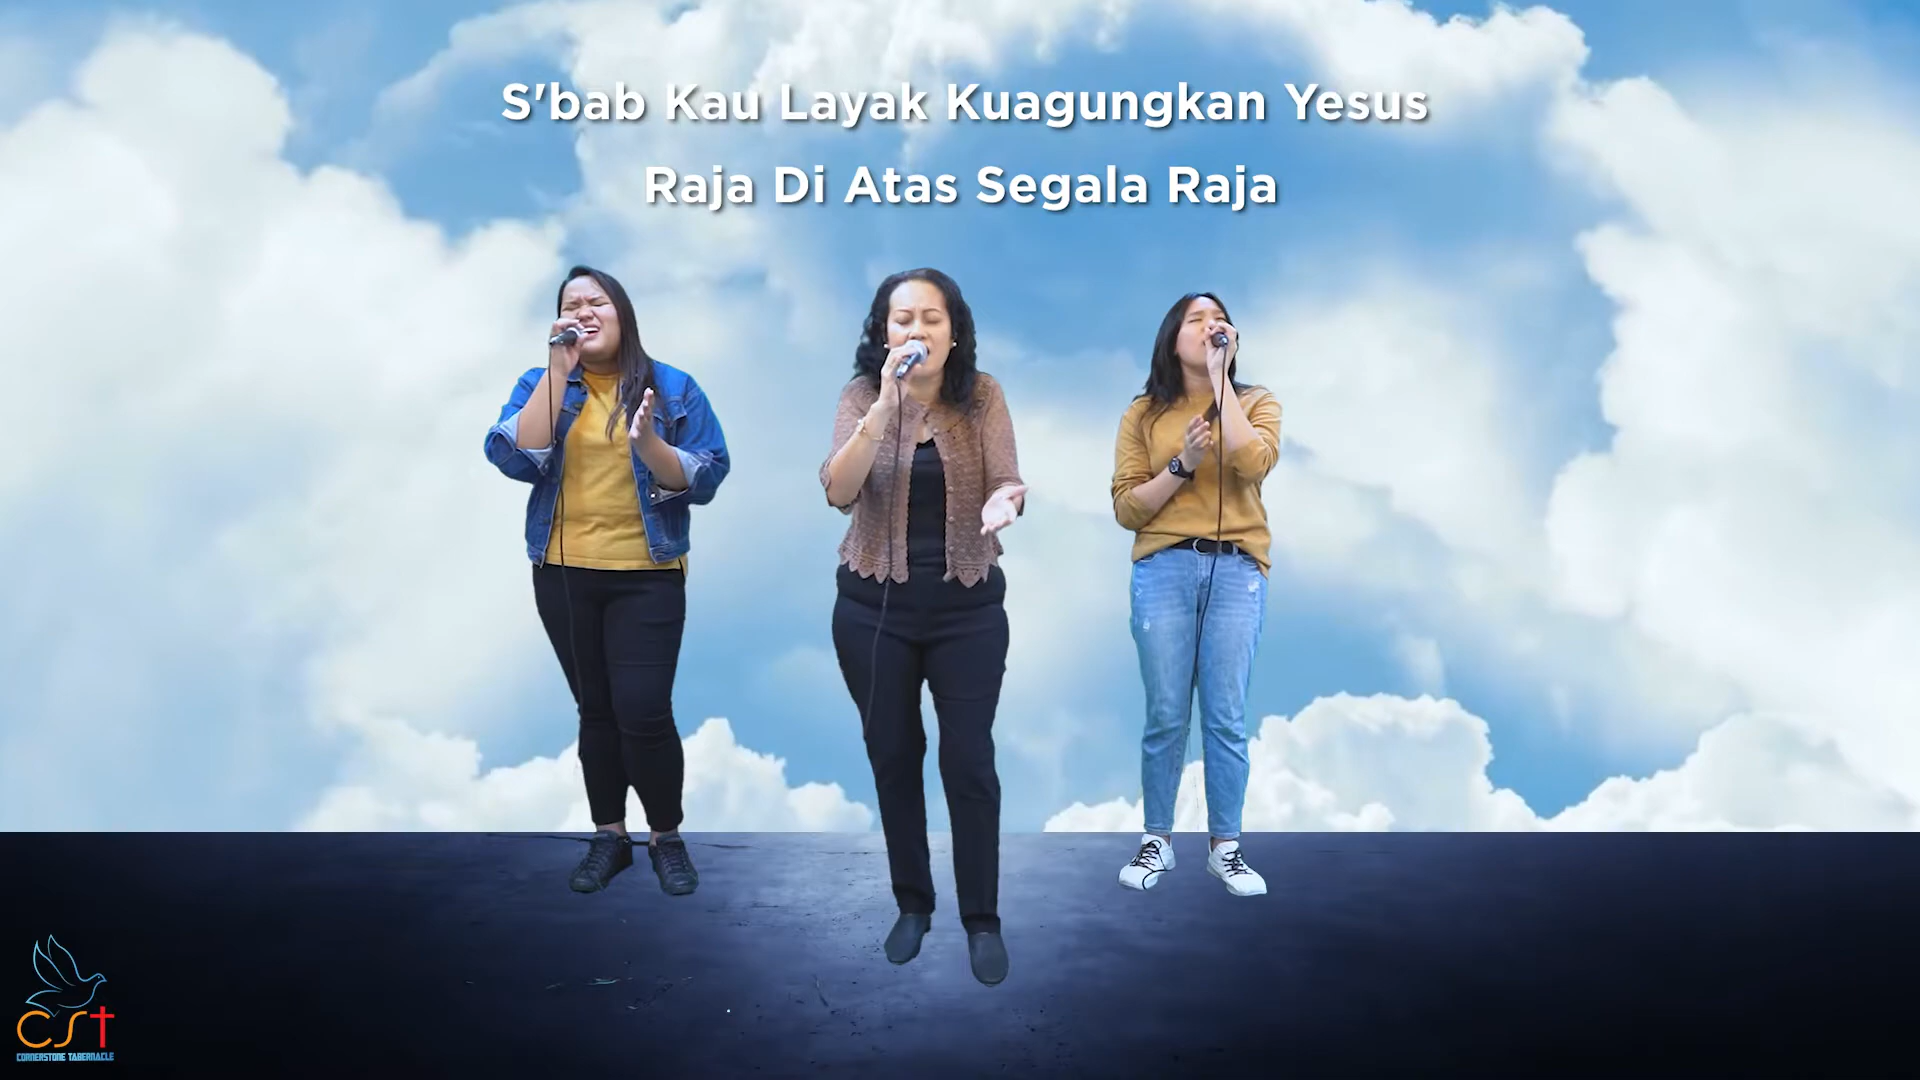 S'bab Kau Layak Kuagungkan Yesus
Raja Di Atas Segala Raja
CST
CORNERSTONE TABERNACLE